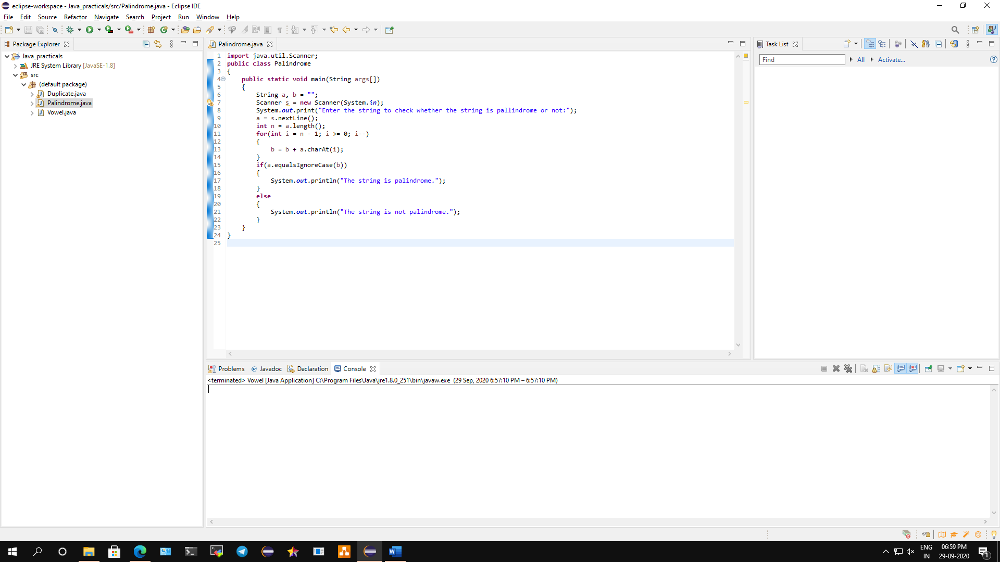 eclipse-workspace - Java_practicals/src/Palindrome.java - Eclipse IDE
File Edit Source Refactor Navigate Search Project Run Window Help
Package Explorer
Java_practicals
JRE System Library [JavaSE-1.8]
src
(default package)
Duplicate.java
Palindrome.java
Vowel.java
Palindrome.java
1 import java.util.Scanner;
2 public class Palindrome
3 {
4     public static void main(String args[])
5     {
6         String a, b = "";
7         Scanner s = new Scanner(System.in);
8         System.out.print("Enter the string to check whether the string is pallindrome or not:");
9         a = s.nextLine();
10         int n = a.length();
11         for(int i = n - 1; i >= 0; i--)
12         {
13             b = b + a.charAt(i);
14         }
15         if(a.equalsIgnoreCase(b))
16         {
17             System.out.println("The string is palindrome.");
18         }
19         else
20         {
21             System.out.println("The string is not palindrome.");
22         }
23     }
24 }
25
Task List
Find All Activate...
Problems @ Javadoc Declaration Console
<terminated> Vowel [Java Application] C:\Program Files\Java\jre1.8.0_251\bin\javaw.exe (29 Sep, 2020 6:57:10 PM – 6:57:10 PM)
ENG
IN
06:59 PM
29-09-2020
1